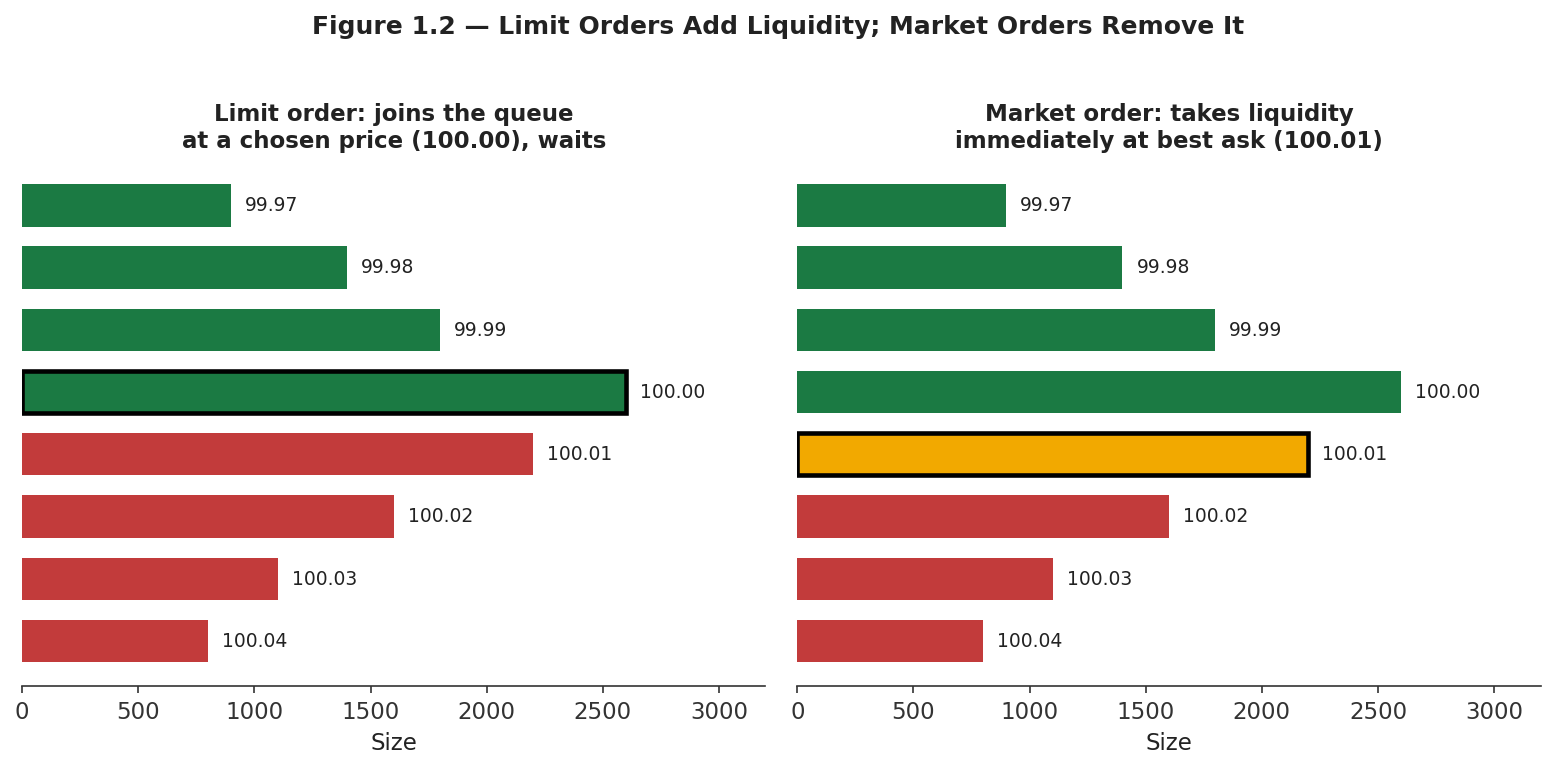 Figure 1.2 — Limit Orders Add Liquidity; Market Orders Remove It
Limit order: joins the queue
at a chosen price (100.00), waits
99.97
99.98
99.99
100.00
100.01
100.02
100.03
100.04
0 500 1000 1500 2000 2500 3000
Size
Market order: takes liquidity
immediately at best ask (100.01)
99.97
99.98
99.99
100.00
100.01
100.02
100.03
100.04
0 500 1000 1500 2000 2500 3000
Size